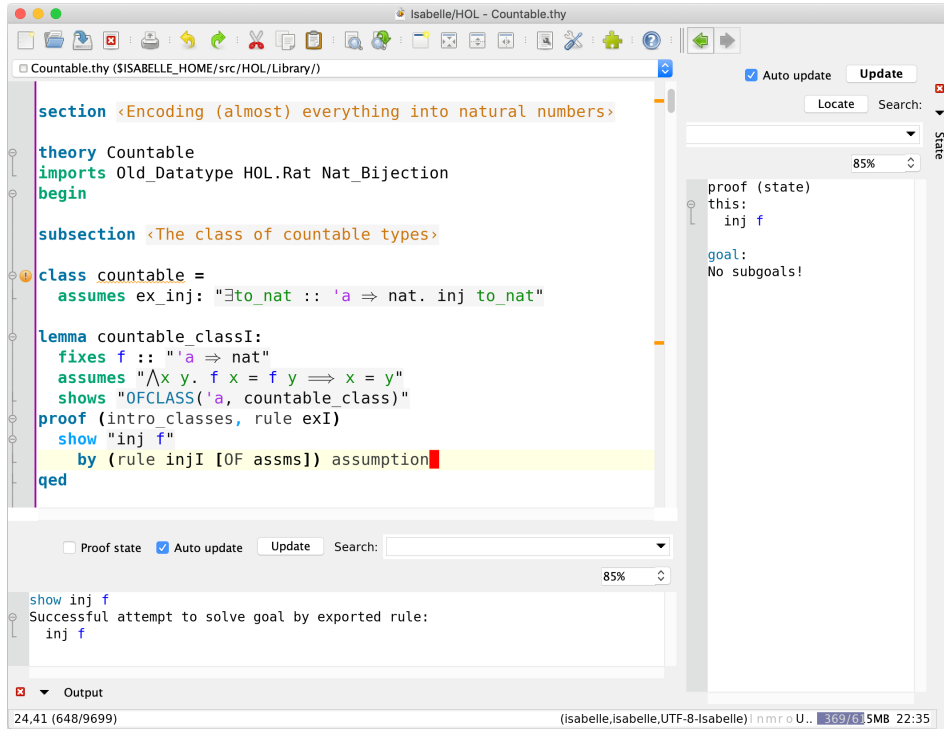 Isabelle/HOL - Countable.thy
Countable.thy ($ISABELLE_HOME/src/HOL/Library/)
section ‹Encoding (almost) everything into natural numbers›
theory Countable
imports Old_Datatype HOL.Rat Nat_Bijection
begin
subsection ‹The class of countable types›
class countable =
assumes ex_inj: "∃to_nat :: 'a ⇒ nat. inj to_nat"
lemma countable_classI:
fixes f :: "'a ⇒ nat"
assumes "⋀x y. f x = f y ⟹ x = y"
shows "OFCLASS('a, countable_class)"
proof (intro_classes, rule exI)
show "inj f"
by (rule injI [OF assms]) assumption
qed
Proof state Auto update Update Search:
85%
show inj f
Successful attempt to solve goal by exported rule:
inj f
Output
Auto update Update
Locate Search:
85%
proof (state)
this:
inj f
goal:
No subgoals!
State
24,41 (648/9699) (isabelle,isabelle,UTF-8-Isabelle) n m r o U.. 369/615MB 22:35